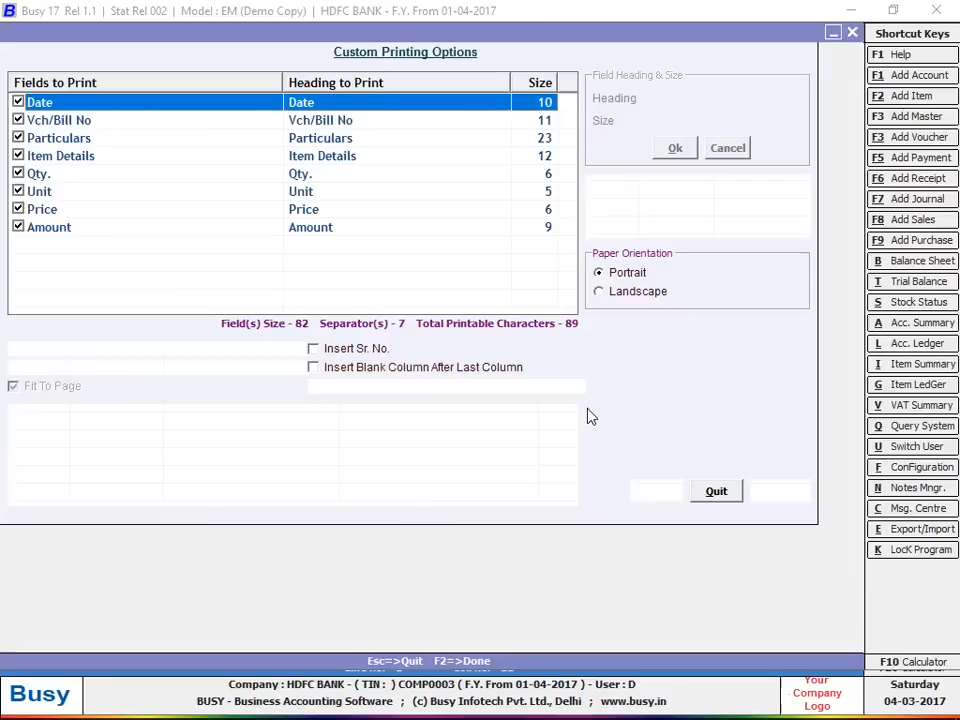 Busy 17 Rel 1.1 | Stat Rel 002 | Model : EM (Demo Copy) | HDFC BANK - F.Y. From 01-04-2017
Custom Printing Options
Fields to Print Heading to Print Size
Date Date 10
Vch/Bill No Vch/Bill No 11
Particulars Particulars 23
Item Details Item Details 12
Qty. Qty. 6
Unit Unit 5
Price Price 6
Amount Amount 9
Field(s) Size - 82 Separator(s) - 7 Total Printable Characters - 89
Insert Sr. No.
Insert Blank Column After Last Column
Fit To Page
Field Heading & Size
Heading
Size
Ok Cancel
Paper Orientation
Portrait
Landscape
Quit
Esc=>Quit F2=>Done
Shortcut Keys
F1 Help
F1 Add Account
F2 Add Item
F3 Add Master
F3 Add Voucher
F5 Add Payment
F6 Add Receipt
F7 Add Journal
F8 Add Sales
F9 Add Purchase
B Balance Sheet
T Trial Balance
S Stock Status
A Acc. Summary
L Acc. Ledger
I Item Summary
G Item LedGer
V VAT Summary
Q Query System
U Switch User
F ConFiguration
N Notes Mngr.
C Msg. Centre
E Export/Import
K LocK Program
F10 Calculator
Busy
Company : HDFC BANK - ( TIN : ) COMP0003 ( F.Y. From 01-04-2017 ) - User : D
BUSY - Business Accounting Software ; (c) Busy Infotech Pvt. Ltd., Delhi ; www.busy.in
Your
Company
Logo
Saturday
04-03-2017